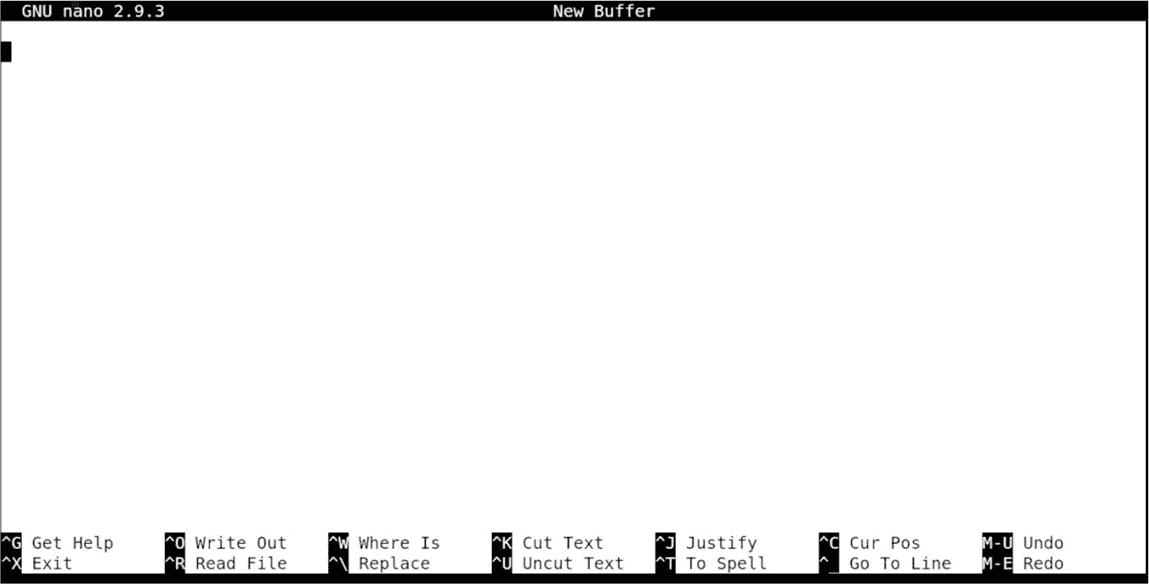 GNU nano 2.9.3 New Buffer
^G Get Help ^O Write Out ^W Where Is ^K Cut Text ^J Justify ^C Cur Pos M-U Undo
^X Exit ^R Read File ^\ Replace ^U Uncut Text ^T To Spell ^_ Go To Line M-E Redo